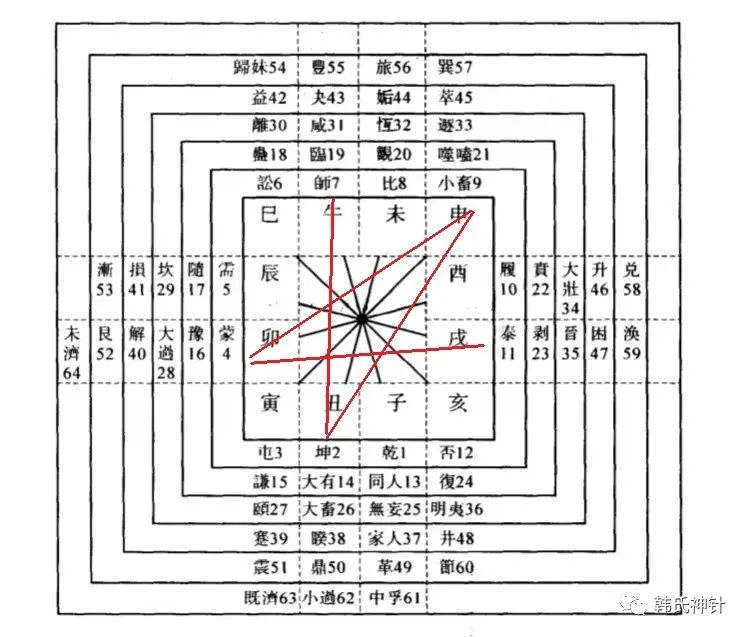 歸妹54 豐55 旅56 巽57
益42 夬43 姤44 萃45
離30 咸31 恆32 遯33
蠱18 臨19 觀20 噬嗑21
訟6 師7 比8 小畜9
巳 午 未 申
漸53 損41 坎29 隨17 需5 辰 酉 履10 賁22 大壯34 升46 兑58
未濟64 艮52 解40 大過28 豫16 蒙4 卯 戌 泰11 剥23 晉35 困47 渙59
寅 丑 子 亥
屯3 坤2 乾1 否12
謙15 大有14 同人13 復24
頤27 大畜26 無妄25 明夷36
蹇39 睽38 家人37 井48
震51 鼎50 革49 節60
既濟63 小過62 中孚61
韩氏神针